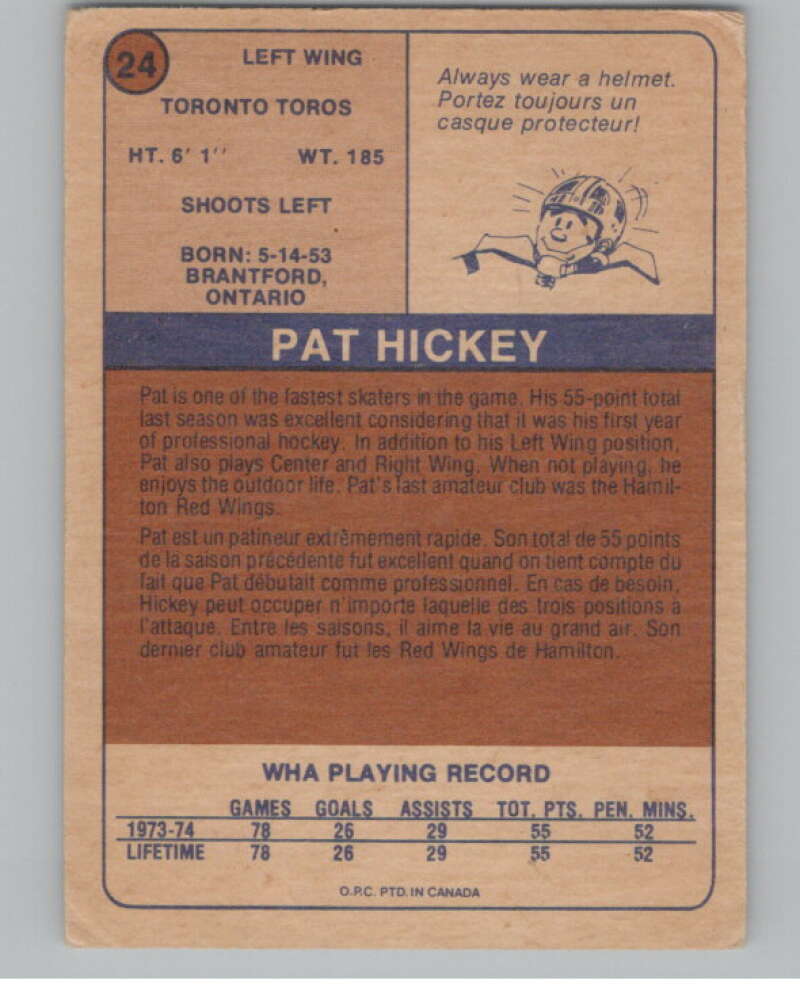 24
LEFT WING
TORONTO TOROS
HT. 6' 1" WT. 185
SHOOTS LEFT
BORN: 5-14-53
BRANTFORD,
ONTARIO
Always wear a helmet.
Portez toujours un
casque protecteur!
PAT HICKEY
Pat is one of the fastest skaters in the game. His 55-point total
last season was excellent considering that it was his first year
of professional hockey. In addition to his Left Wing position,
Pat also plays Center and Right Wing. When not playing, he
enjoys the outdoor life. Pat's last amateur club was the Hamil-
ton Red Wings.
Pat est un patineur extrêmement rapide. Son total de 55 points
de la saison précédente fut excellent quand on tient compte du
fait que Pat débutait comme professionnel. En cas de besoin,
Hickey peut occuper n'importe laquelle des trois positions a
l'attaque. Entre les saisons, il aime la vie au grand air. Son
dernier club amateur fut les Red Wings de Hamilton.
WHA PLAYING RECORD
GAMES GOALS ASSISTS TOT. PTS. PEN. MINS.
1973-74 78 26 29 55 52
LIFETIME 78 26 29 55 52
O.P.C. PTD. IN CANADA